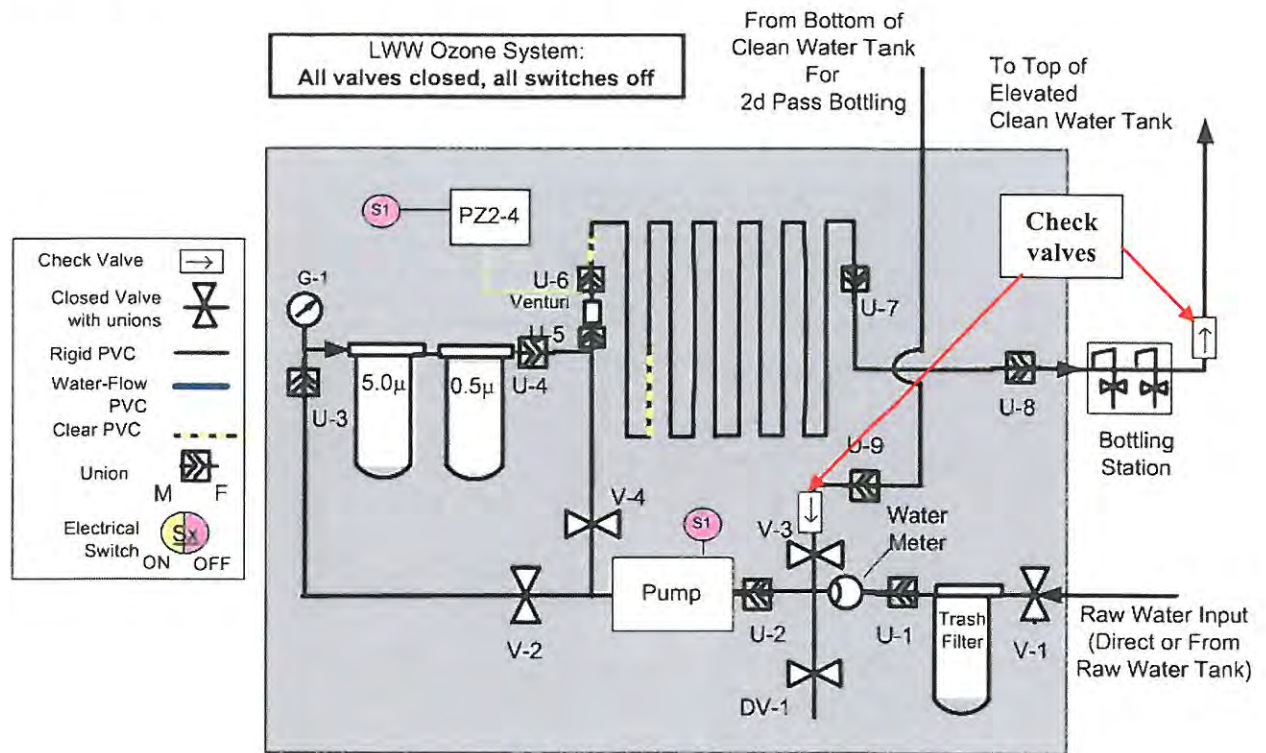 LWW Ozone System:
All valves closed, all switches off
From Bottom of
Clean Water Tank
For
2d Pass Bottling
To Top of
Elevated
Clean Water Tank
Check
valves
S1
PZ2-4
Check Valve
Closed Valve
with unions
Rigid PVC
Water-Flow
PVC
Clear PVC
Union
M F
Electrical
Switch
Sx
ON OFF
G-1
U-3
5.0µ
0.5µ
U-4
U-6
Venturi
U-5
U-7
U-8
Bottling
Station
U-9
V-4
V-3
Water
Meter
S1
Pump
V-2
U-2
U-1
Trash
Filter
V-1
DV-1
Raw Water Input
(Direct or From
Raw Water Tank)